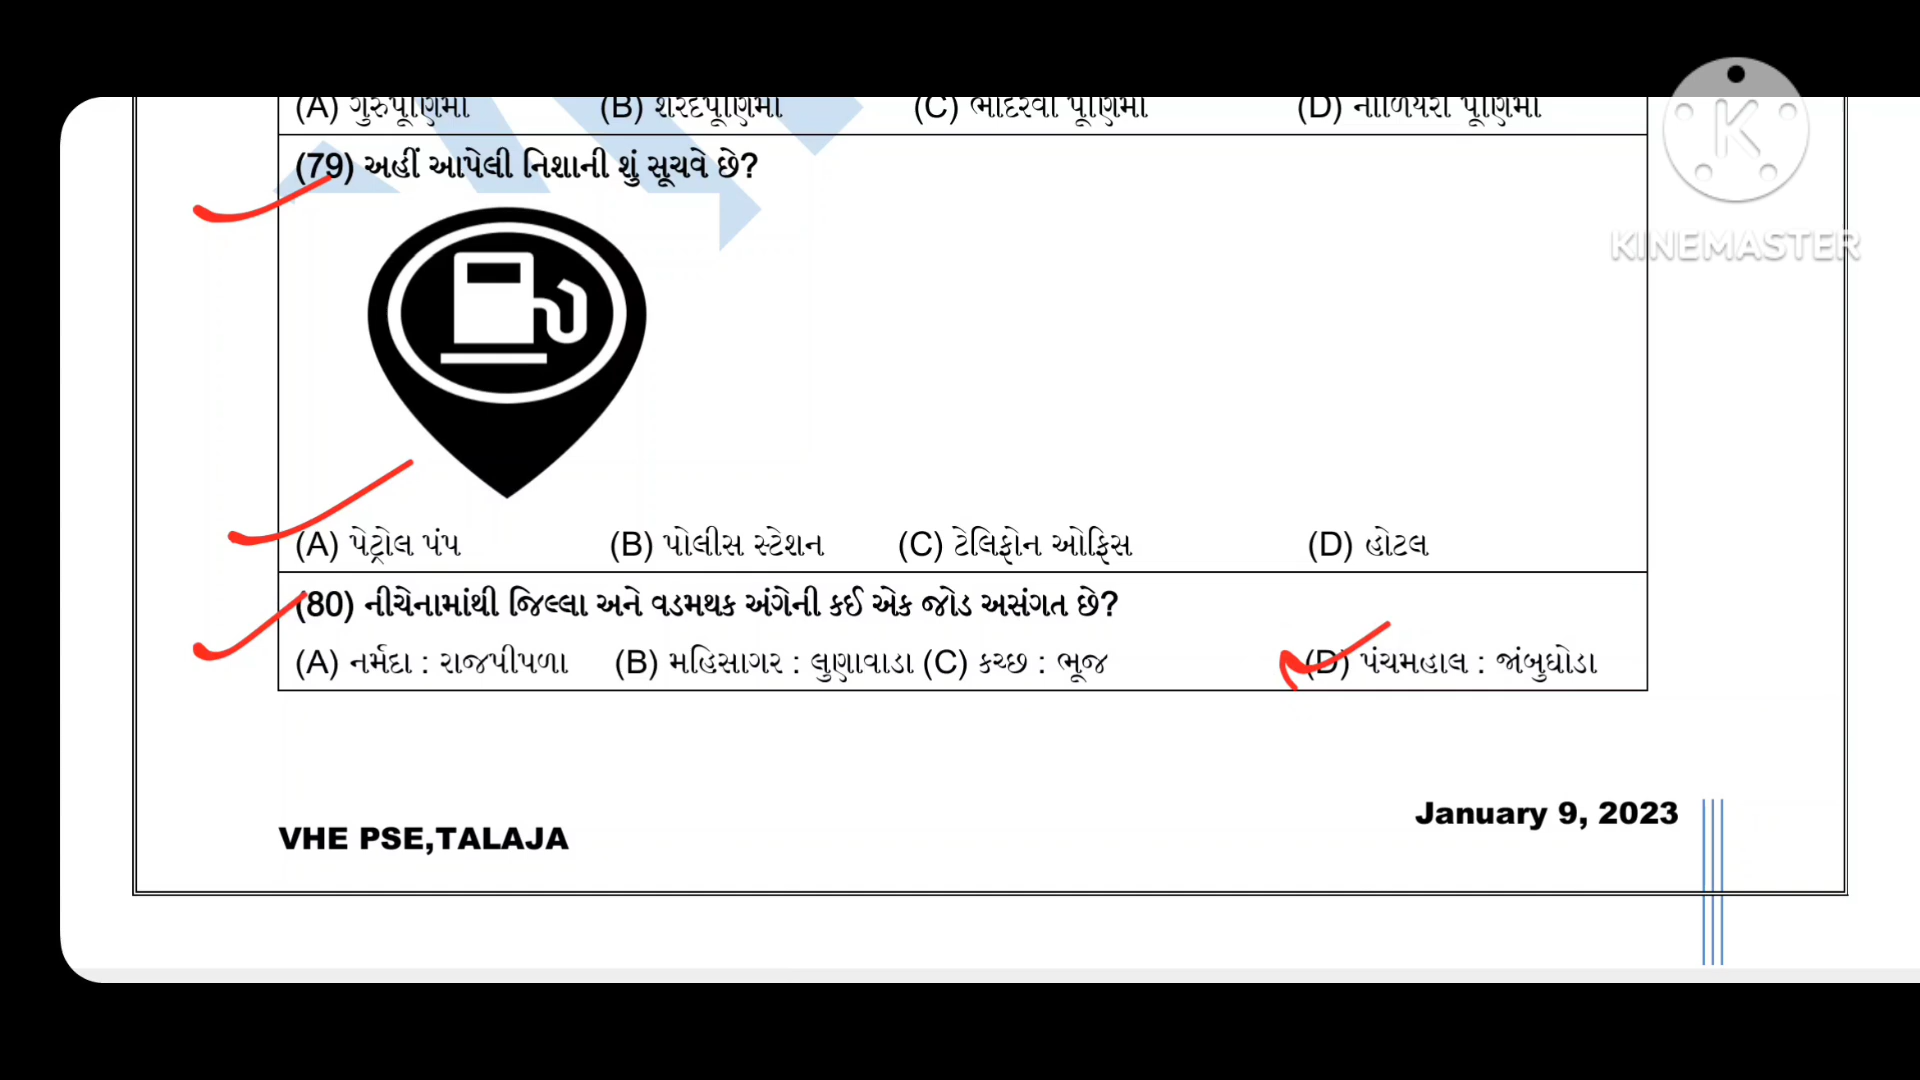 (A) ગુરુપૂર્ણિમા (B) શરદપૂર્ણિમા (C) ભાદરવી પૂર્ણિમા (D) નાળિયેરી પૂર્ણિમા
(79) અહીં આપેલી નિશાની શું સૂચવે છે?
(A) પેટ્રોલ પંપ (B) પોલીસ સ્ટેશન (C) ટેલિફોન ઓફિસ (D) હોટલ
(80) નીચેનામાંથી જિલ્લા અને વડમથક અંગેની કઈ એક જોડ અસંગત છે?
(A) નર્મદા : રાજપીપળા (B) મહિસાગર : લુણાવાડા (C) કચ્છ : ભૂજ (D) પંચમહાલ : જાંબુઘોડા
January 9, 2023
VHE PSE,TALAJA
K
KINEMASTER